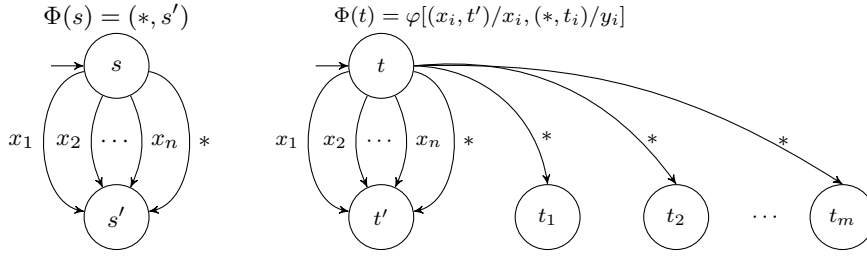 Φ(s) = (∗, s′)
Φ(t) = φ[(x_i, t′)/x_i, (∗, t_i)/y_i]
s
t
x_1 x_2 ⋯ x_n ∗
x_1 x_2 ⋯ x_n ∗ ∗ ∗ ∗
s′
t′ t_1 t_2 ⋯ t_m